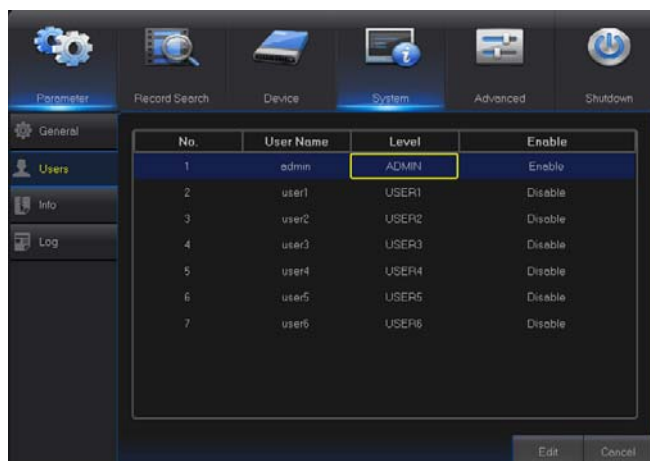 Parameter Record Search Device System Advanced Shutdown
General
Users
Info
Log
No. User Name Level Enable
1 admin ADMIN Enable
2 user1 USER1 Disable
3 user2 USER2 Disable
4 user3 USER3 Disable
5 user4 USER4 Disable
6 user5 USER5 Disable
7 user6 USER6 Disable
Edit Cancel